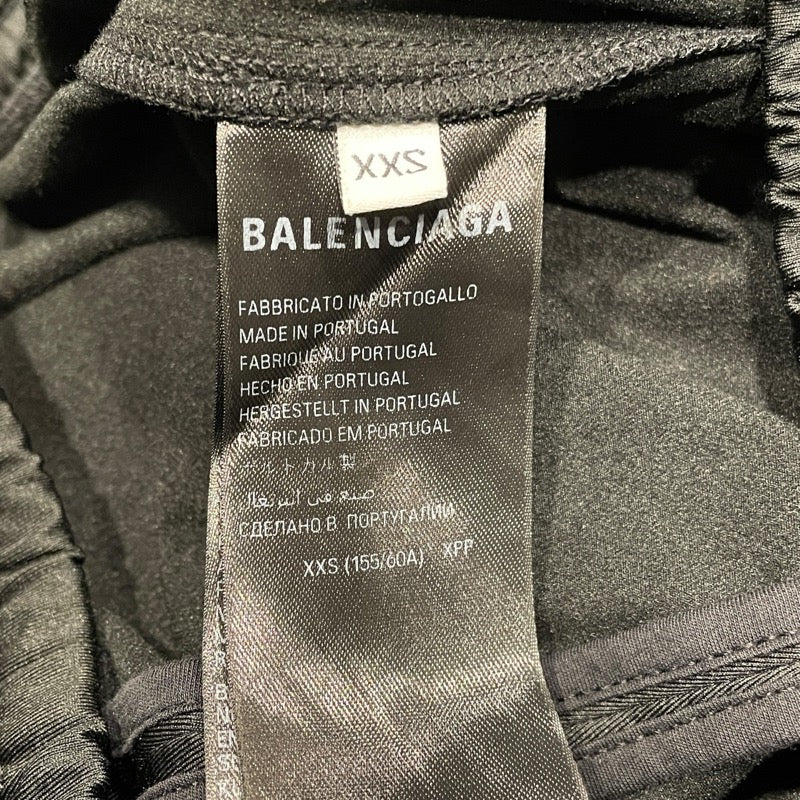 XXS
BALENCIAGA
FABBRICATO IN PORTOGALLO
MADE IN PORTUGAL
FABRIQUÉ AU PORTUGAL
HECHO EN PORTUGAL
HERGESTELLT IN PORTUGAL
FABRICADO EM PORTUGAL
ポルトガル製
صنع في البرتغال
СДЕЛАНО В ПОРТУГАЛИИ
XXS (155/60A) XPP